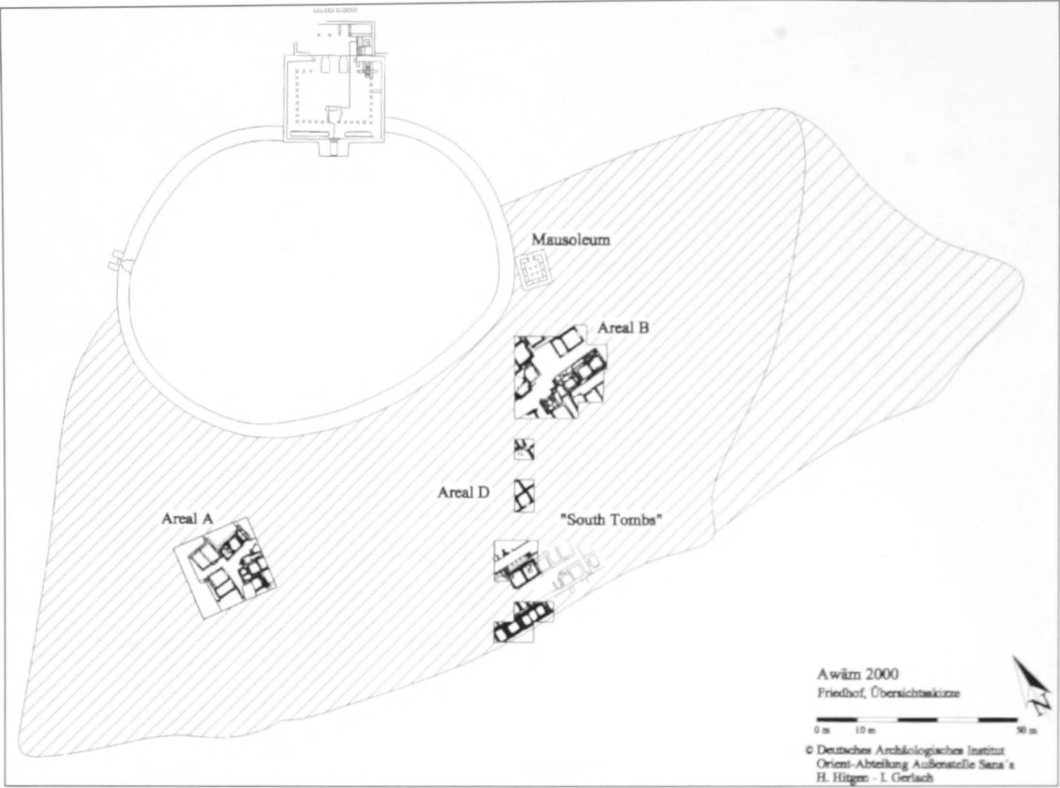 Mausoleum
Areal B
Areal D
Areal A
"South Tombs"
Awām 2000
Friedhof, Übersichtsskizze
N
0 m 10 m 50 m
© Deutsches Archäologisches Institut
Orient-Abteilung Außenstelle Sana´a
H. Hitgen - I. Gerlach